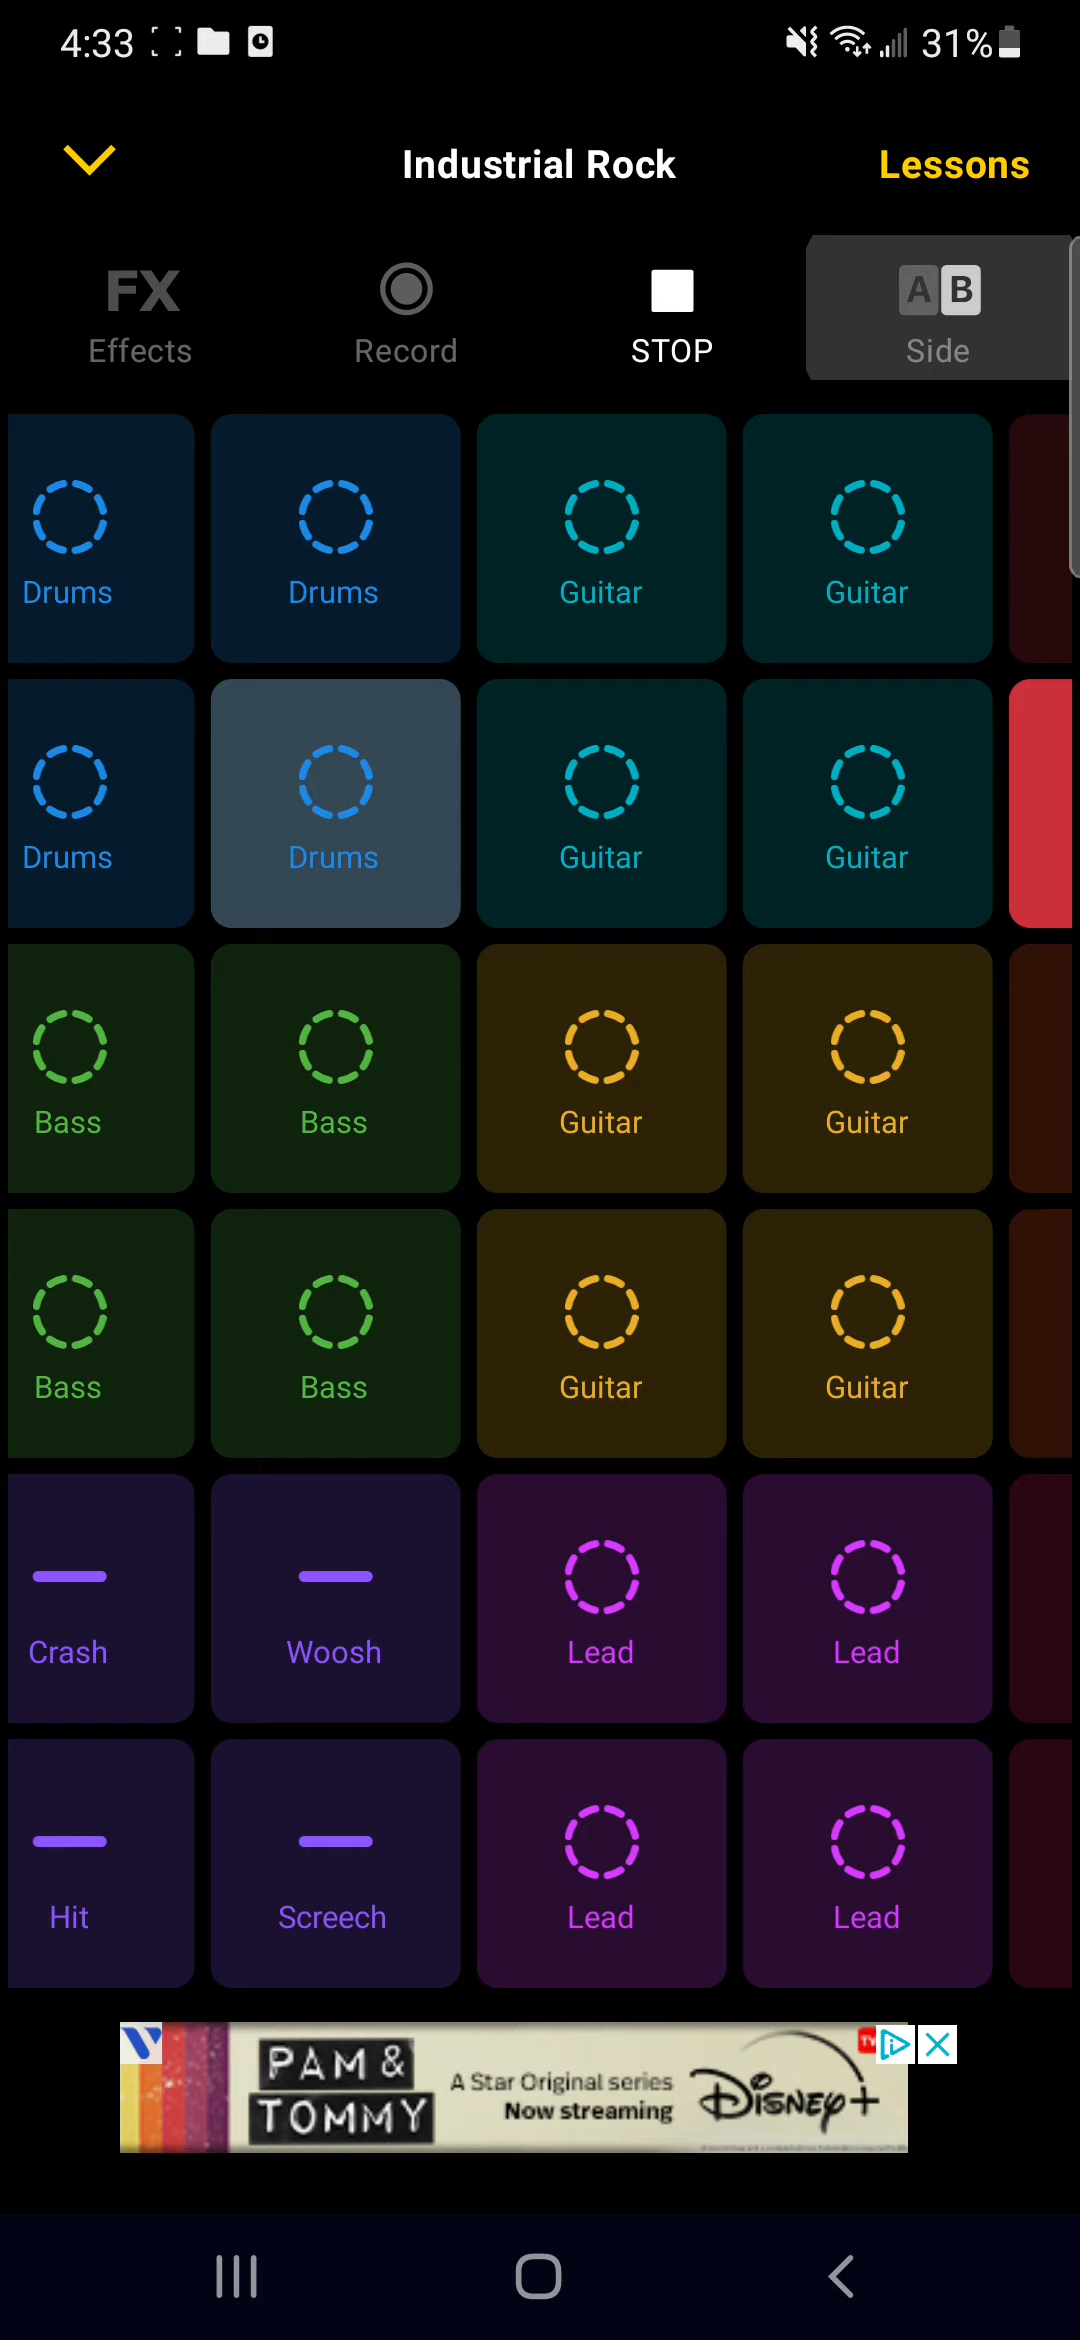 4:33
31%
Industrial Rock
Lessons
FX
A B
Effects
Record
STOP
Side
Drums
Drums
Guitar
Guitar
Drums
Drums
Guitar
Guitar
Bass
Bass
Guitar
Guitar
Bass
Bass
Guitar
Guitar
Crash
Woosh
Lead
Lead
Hit
Screech
Lead
Lead
PAM &
TOMMY
A Star Original series
Now streaming
Disney+